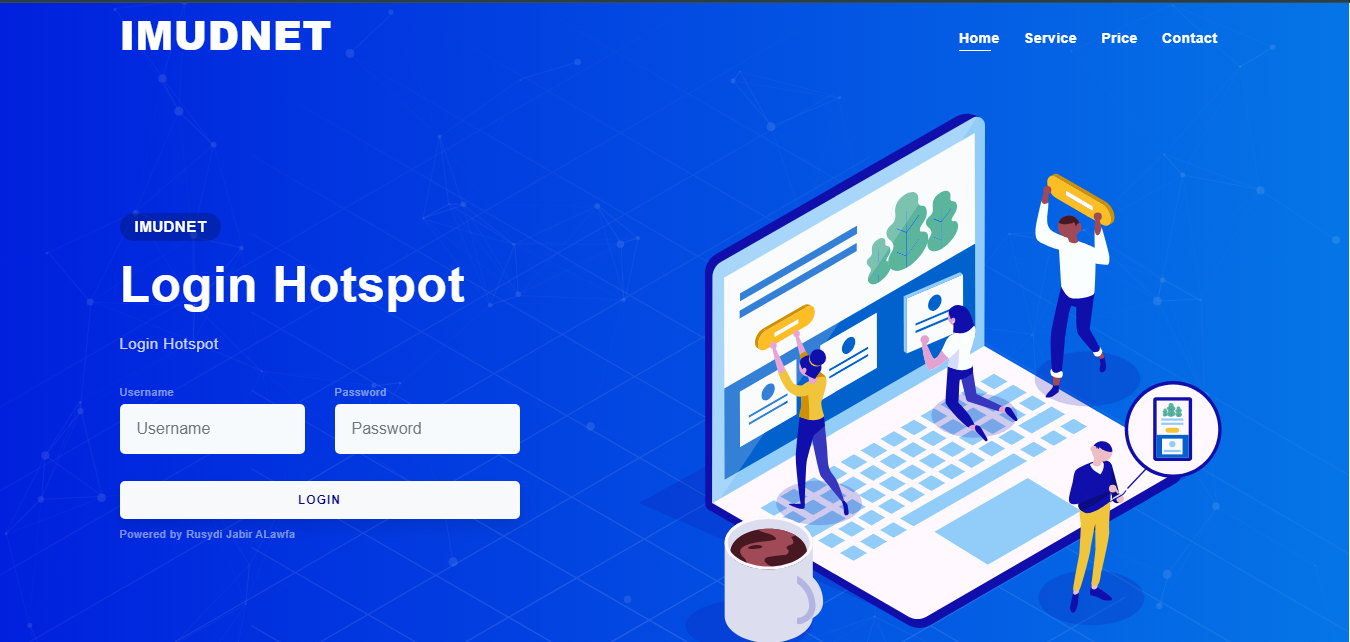 IMUDNET
Home Service Price Contact
IMUDNET
Login Hotspot
Login Hotspot
Username Password
Username Password
LOGIN
Powered by Rusydi Jabir ALawfa